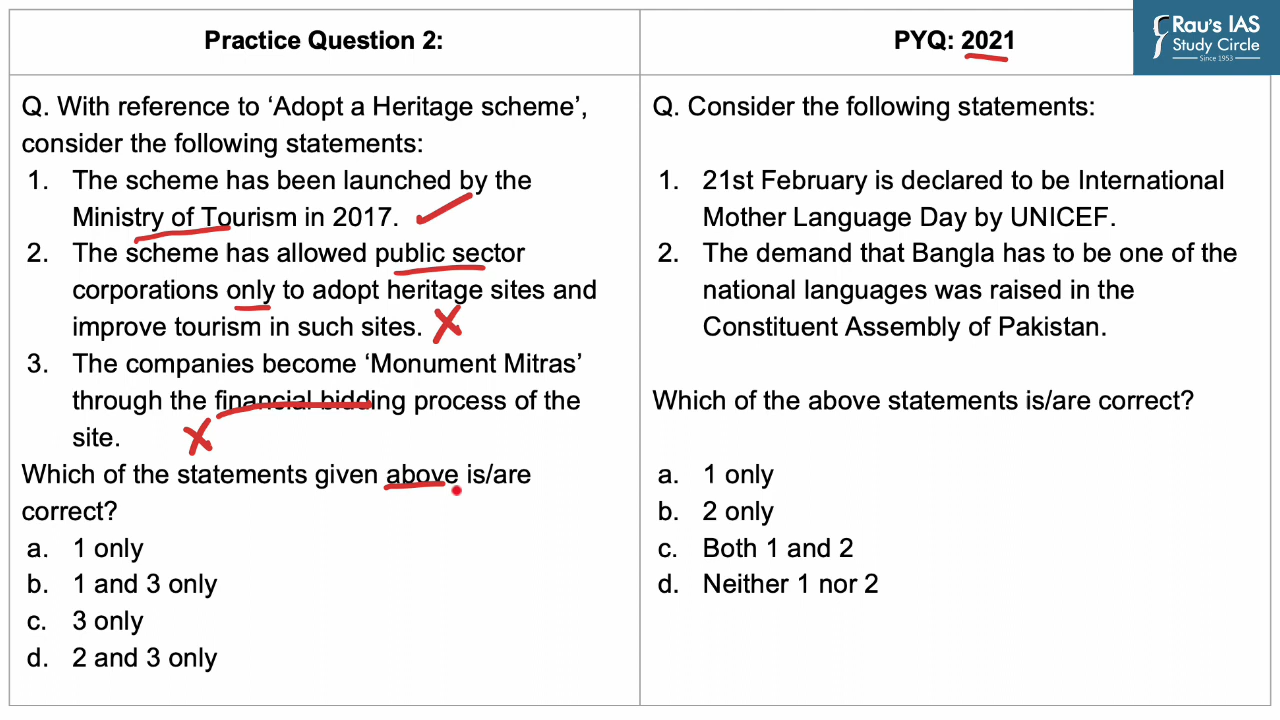 Practice Question 2:
Q. With reference to ‘Adopt a Heritage scheme’,
consider the following statements:
1. The scheme has been launched by the
Ministry of Tourism in 2017.
2. The scheme has allowed public sector
corporations only to adopt heritage sites and
improve tourism in such sites.
3. The companies become ‘Monument Mitras’
through the financial bidding process of the
site.
Which of the statements given above is/are
correct?
a. 1 only
b. 1 and 3 only
c. 3 only
d. 2 and 3 only
PYQ: 2021
Rau's IAS
Study Circle
Since 1953
Q. Consider the following statements:
1. 21st February is declared to be International
Mother Language Day by UNICEF.
2. The demand that Bangla has to be one of the
national languages was raised in the
Constituent Assembly of Pakistan.
Which of the above statements is/are correct?
a. 1 only
b. 2 only
c. Both 1 and 2
d. Neither 1 nor 2